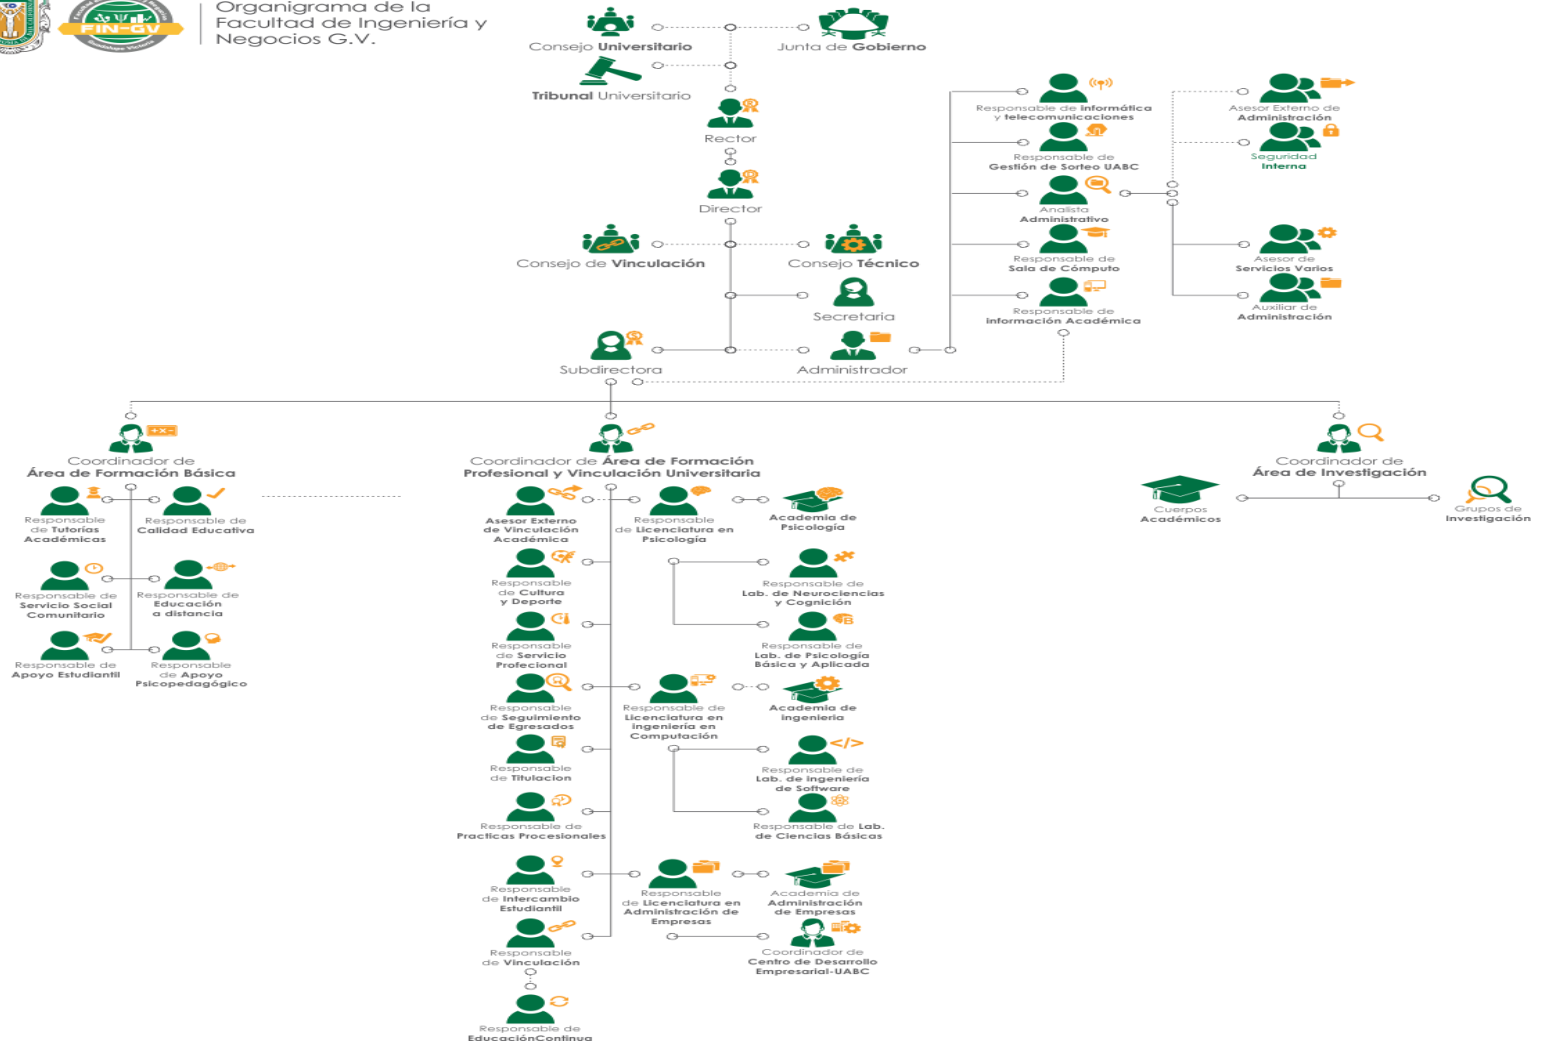 Organigrama de la
Facultad de Ingeniería y
Negocios G.V.
FIN-GV
Guadalupe Victoria
Consejo Universitario
Junta de Gobierno
Tribunal Universitario
Rector
Director
Consejo de Vinculación
Consejo Técnico
Secretaria
Subdirectora
Administrador
Responsable de informática
y telecomunicaciones
Responsable de
Gestión de Sorteo UABC
Analista
Administrativo
Responsable de
Sala de Cómputo
Responsable de
información Académica
Asesor Externo de
Administración
Seguridad
Interna
Asesor de
Servicios Varios
Auxiliar de
Administración
Coordinador de
Área de Formación Básica
Responsable
de Tutorías
Académicas
Responsable de
Calidad Educativa
Responsable de
Servicio Social
Comunitario
Responsable de
Educación
a distancia
Responsable de
Apoyo Estudiantil
Responsable
de Apoyo
Psicopedagógico
Coordinador de Área de Formación
Profesional y Vinculación Universitaria
Asesor Externo
de Vinculación
Académica
Responsable
de Licenciatura en
Psicología
Academia de
Psicología
Responsable
de Cultura
y Deporte
Responsable de
Lab. de Neurociencias
y Cognición
Responsable
de Servicio
Profecional
Responsable de
Lab. de Psicología
Básica y Aplicada
Responsable
de Seguimiento
de Egresados
Responsable de
Licenciatura en
ingeniería en
Computación
Academia de
ingenieria
Responsable
de Titulacion
Responsable de
Lab. de ingeniería
de Software
Responsable de
Practicas Procesionales
Responsable de Lab.
de Ciencias Básicas
Responsable
de Intercambio
Estudiantil
Responsable
de Licenciatura en
Administración de
Empresas
Academia de
Administración
de Empresas
Responsable
de Vinculación
Coordinador de
Centro de Desarrollo
Empresarial-UABC
Responsable de
EducaciónContinua
Coordinador de
Área de Investigación
Cuerpos
Académicos
Grupos de
Investigación